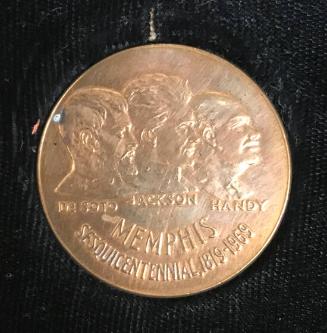 DE SOTO JACKSON HANDY
MEMPHIS
SESQUICENTENNIAL, 1819-1969